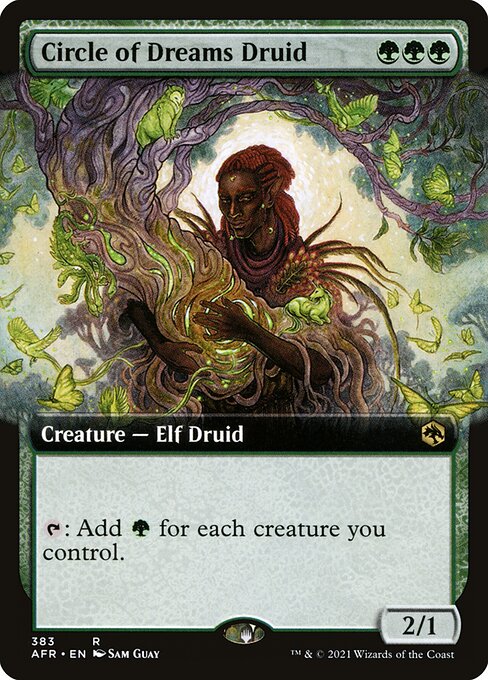 Circle of Dreams Druid
Creature — Elf Druid
: Add for each creature you
control.
2/1
383 R
AFR • EN Sam Guay
™ & © 2021 Wizards of the Coast